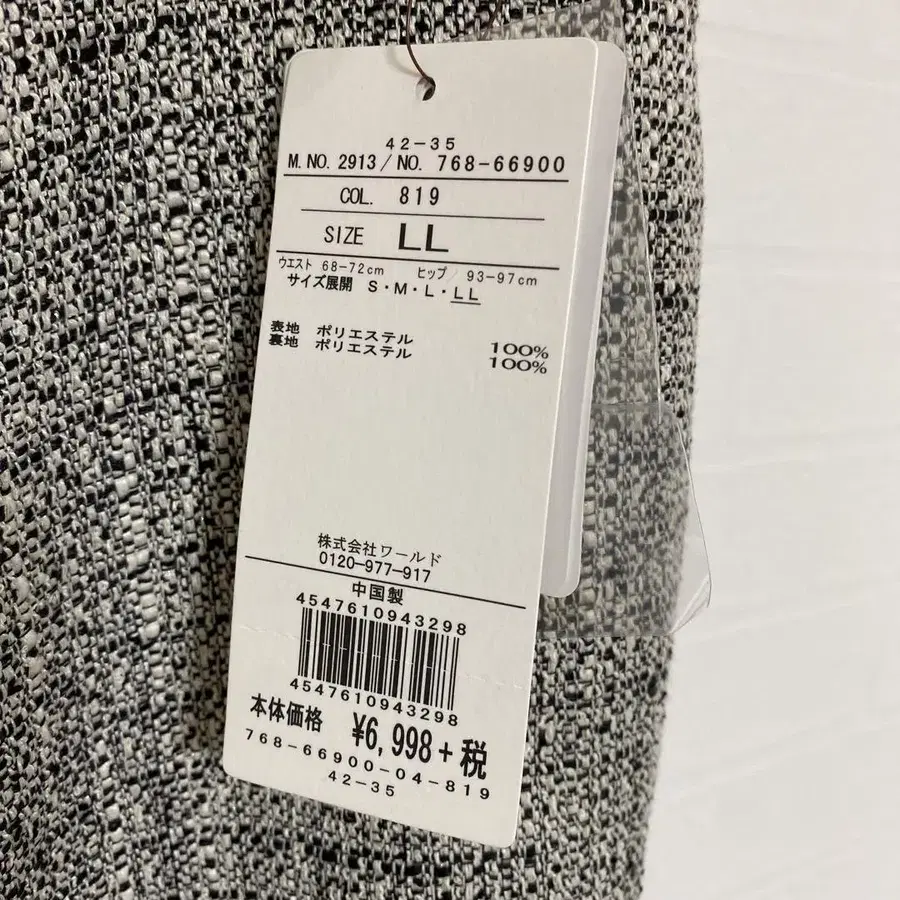 42-35
M. NO. 2913 / NO. 768-66900
COL. 819
SIZE LL
ウエスト 68-72cm ヒップ/ 93-97cm
サイズ展開 S・M・L・LL
表地 ポリエステル 100%
裏地 ポリエステル 100%
株式会社ワールド
0120-977-917
中国製
4547610943298
4547610943298
本体価格 ¥6,998+税
768-66900-04-819
42-35